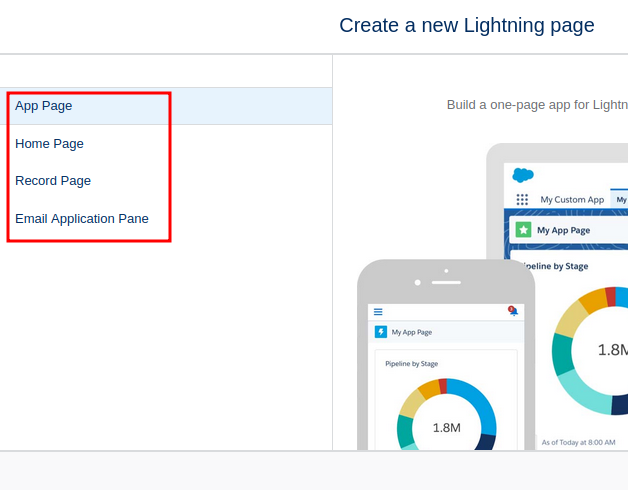 Create a new Lightning page
App Page
Home Page
Record Page
Email Application Pane
Build a one-page app for Lightn
My Custom App
My
My App Page
Pipeline by Stage
1.8M
As of Today at 8:00 AM
2
My App Page
Pipeline by Stage
1.8M